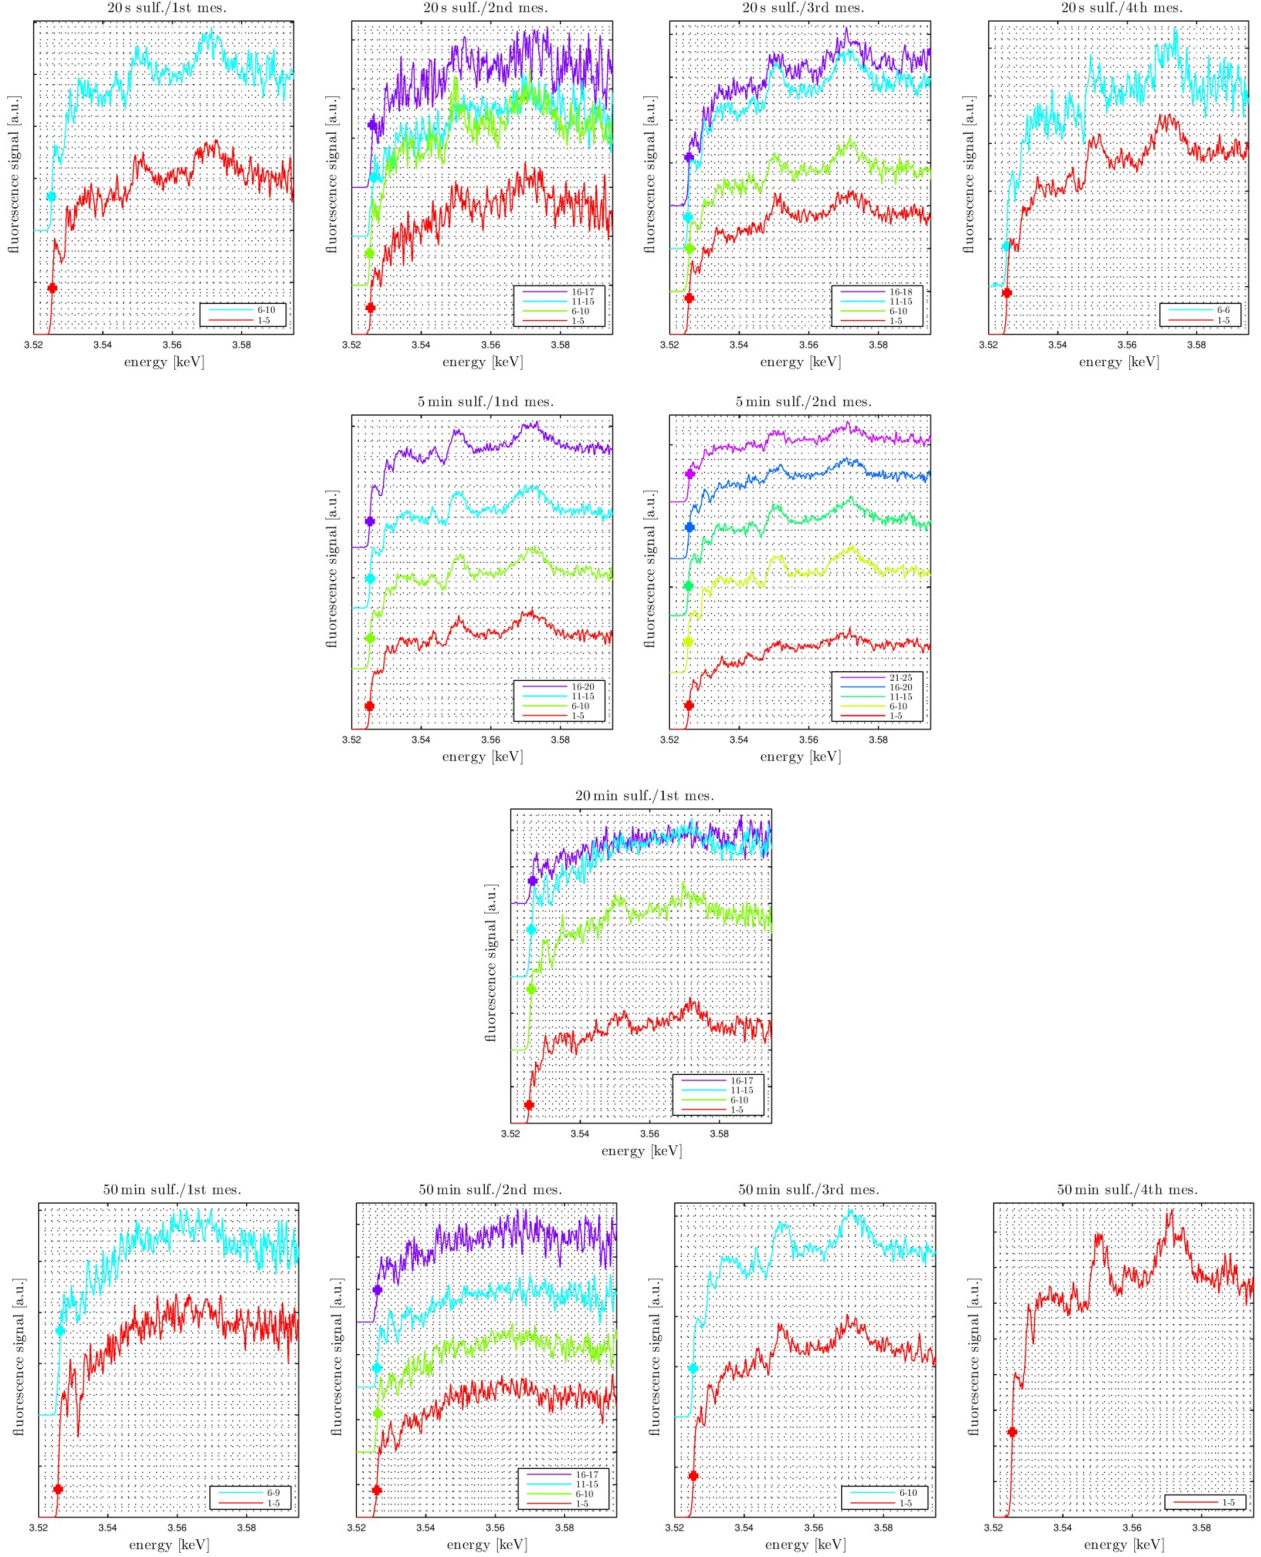 20 s sulf./1st mes.
fluorescence signal [a.u.]
6-10
1-5
3.52 3.54 3.56 3.58
energy [keV]
20 s sulf./2nd mes.
fluorescence signal [a.u.]
16-17
11-15
6-10
1-5
3.52 3.54 3.56 3.58
energy [keV]
20 s sulf./3rd mes.
fluorescence signal [a.u.]
16-18
11-15
6-10
1-5
3.52 3.54 3.56 3.58
energy [keV]
20 s sulf./4th mes.
fluorescence signal [a.u.]
6-6
1-5
3.52 3.54 3.56 3.58
energy [keV]
5 min sulf./1nd mes.
fluorescence signal [a.u.]
16-20
11-15
6-10
1-5
3.52 3.54 3.56 3.58
energy [keV]
5 min sulf./2nd mes.
fluorescence signal [a.u.]
21-25
16-20
11-15
6-10
1-5
3.52 3.54 3.56 3.58
energy [keV]
20 min sulf./1st mes.
fluorescence signal [a.u.]
16-17
11-15
6-10
1-5
3.52 3.54 3.56 3.58
energy [keV]
50 min sulf./1st mes.
fluorescence signal [a.u.]
6-9
1-5
3.52 3.54 3.56 3.58
energy [keV]
50 min sulf./2nd mes.
fluorescence signal [a.u.]
16-17
11-15
6-10
1-5
3.52 3.54 3.56 3.58
energy [keV]
50 min sulf./3rd mes.
fluorescence signal [a.u.]
6-10
1-5
3.52 3.54 3.56 3.58
energy [keV]
50 min sulf./4th mes.
fluorescence signal [a.u.]
1-5
3.52 3.54 3.56 3.58
energy [keV]